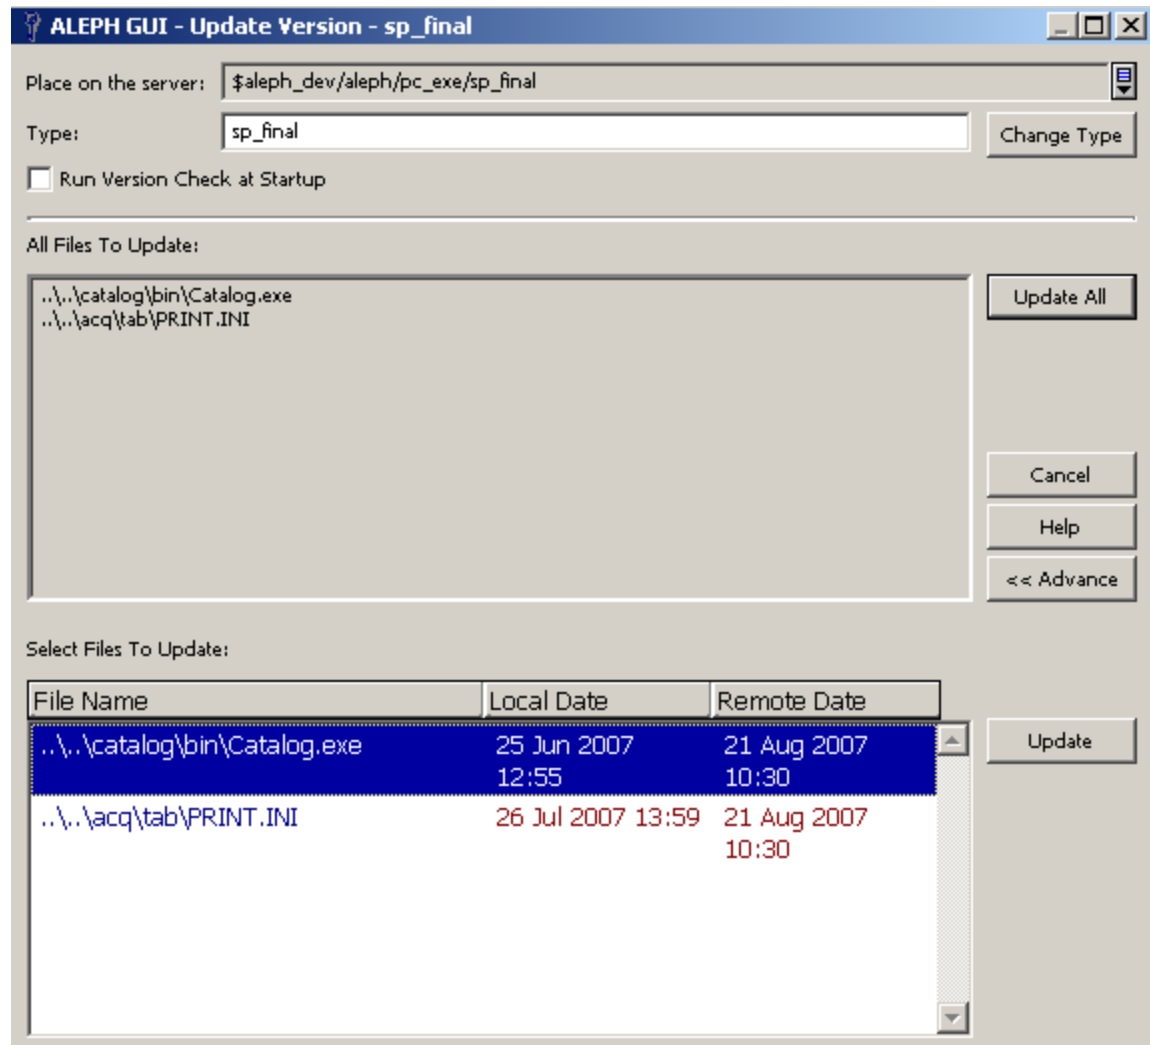 ALEPH GUI - Update Version - sp_final
Place on the server: $aleph_dev/aleph/pc_exe/sp_final
Type: sp_final Change Type
Run Version Check at Startup
All Files To Update:
..\..\catalog\bin\Catalog.exe
..\..\acq\tab\PRINT.INI
Update All
Cancel
Help
<< Advance
Select Files To Update:
File Name Local Date Remote Date
..\..\catalog\bin\Catalog.exe 25 Jun 2007 21 Aug 2007
12:55 10:30
..\..\acq\tab\PRINT.INI 26 Jul 2007 13:59 21 Aug 2007
10:30
Update